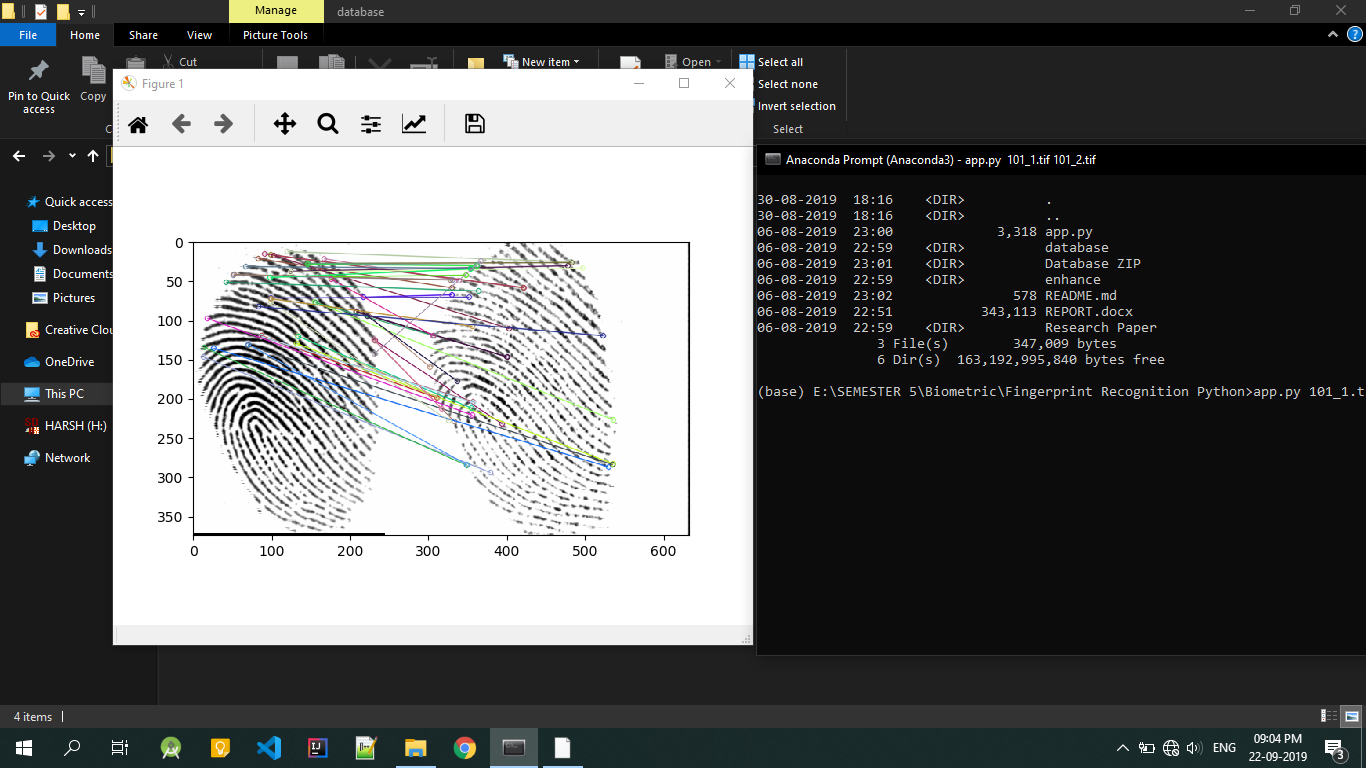 Manage
database
File
Home
Share
View
Picture Tools
Pin to Quick access
Copy
Cut
New item
Open
Select all
Select none
Invert selection
Select
Figure 1
Quick access
Desktop
Downloads
Documents
Pictures
Creative Clou
OneDrive
This PC
HARSH (H:)
Network
0
50
100
150
200
250
300
350
0
100
200
300
400
500
600
Anaconda Prompt (Anaconda3) - app.py 101_1.tif 101_2.tif
30-08-2019 18:16 <DIR> .
30-08-2019 18:16 <DIR> ..
06-08-2019 23:00 3,318 app.py
06-08-2019 22:59 <DIR> database
06-08-2019 23:01 <DIR> Database ZIP
06-08-2019 22:59 <DIR> enhance
06-08-2019 23:02 578 README.md
06-08-2019 22:51 343,113 REPORT.docx
06-08-2019 22:59 <DIR> Research Paper
3 File(s) 347,009 bytes
6 Dir(s) 163,192,995,840 bytes free
(base) E:\SEMESTER 5\Biometric\Fingerprint Recognition Python>app.py 101_1.t
4 items
ENG
09:04 PM
22-09-2019
3